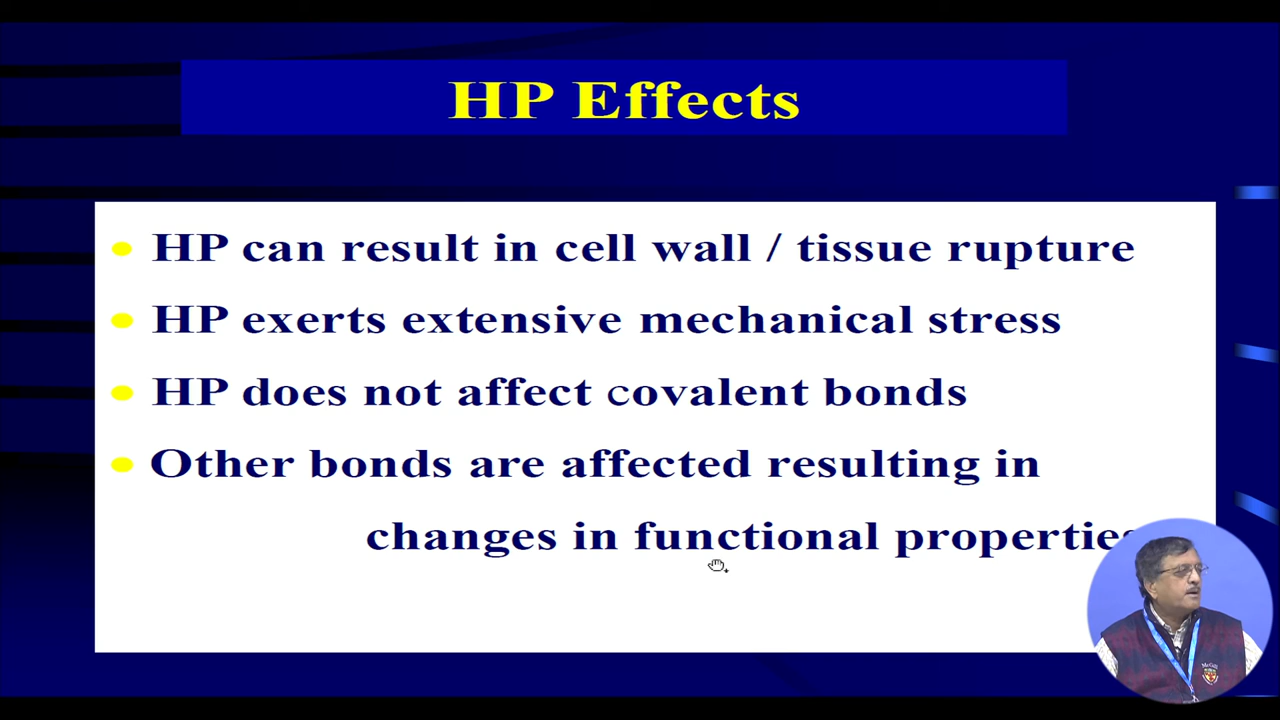 HP Effects
HP can result in cell wall / tissue rupture
HP exerts extensive mechanical stress
HP does not affect covalent bonds
Other bonds are affected resulting in
changes in functional properties